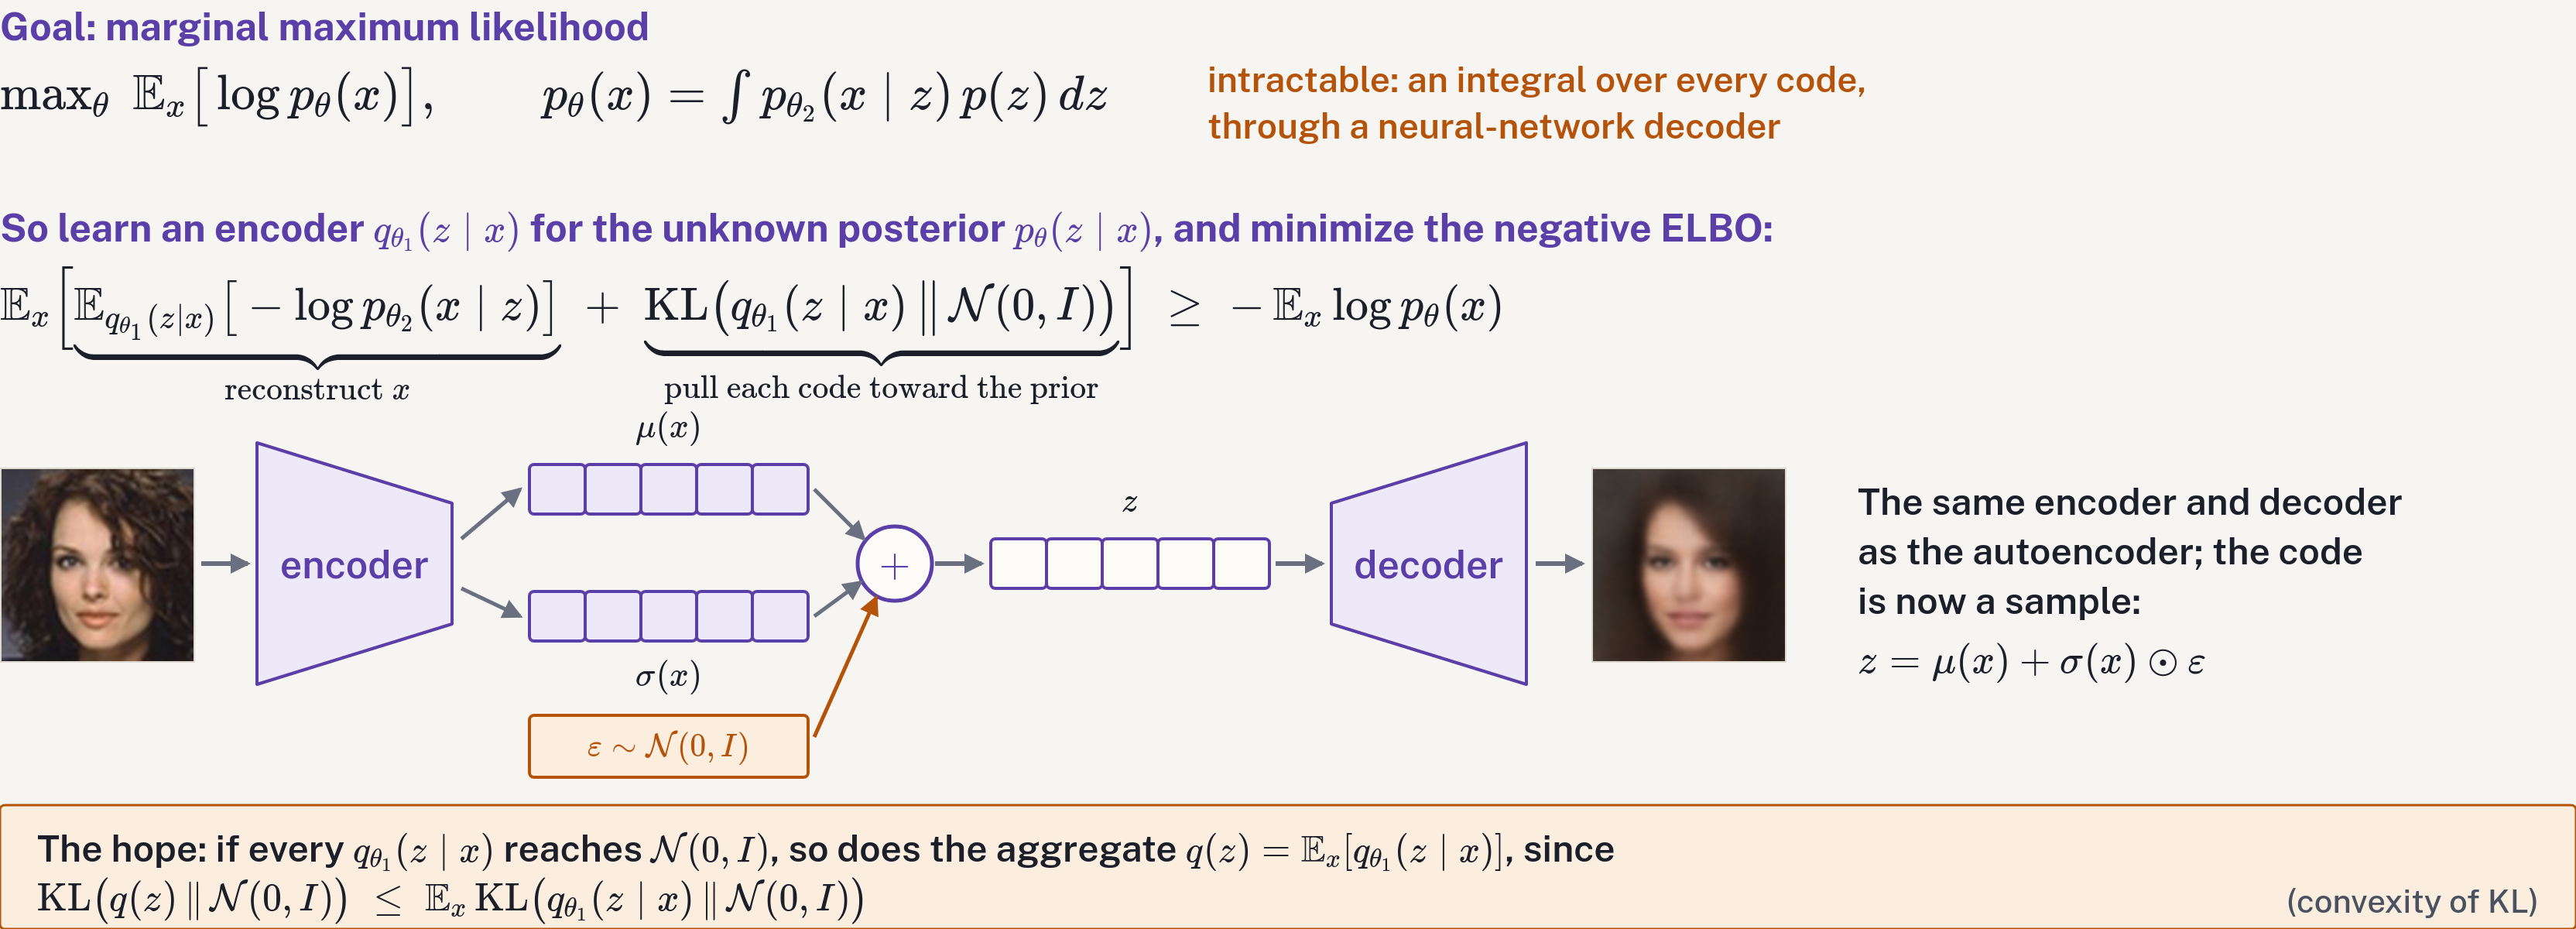 Goal: marginal maximum likelihood
max_θ 𝔼_x[log p_θ(x)], p_θ(x) = ∫ p_θ₂(x | z) p(z) dz
intractable: an integral over every code,
through a neural-network decoder
So learn an encoder q_θ₁(z | x) for the unknown posterior p_θ(z | x), and minimize the negative ELBO:
𝔼_x[𝔼_q_θ₁(z|x)[− log p_θ₂(x | z)] + KL(q_θ₁(z | x) ‖ 𝒩(0, I))] ≥ − 𝔼_x log p_θ(x)
reconstruct x
pull each code toward the prior
μ(x)
encoder
σ(x)
ε ∼ 𝒩(0, I)
+
z
decoder
The same encoder and decoder
as the autoencoder; the code
is now a sample:
z = μ(x) + σ(x) ⊙ ε
The hope: if every q_θ₁(z | x) reaches 𝒩(0, I), so does the aggregate q(z) = 𝔼_x[q_θ₁(z | x)], since
KL(q(z) ‖ 𝒩(0, I)) ≤ 𝔼_x KL(q_θ₁(z | x) ‖ 𝒩(0, I))
(convexity of KL)